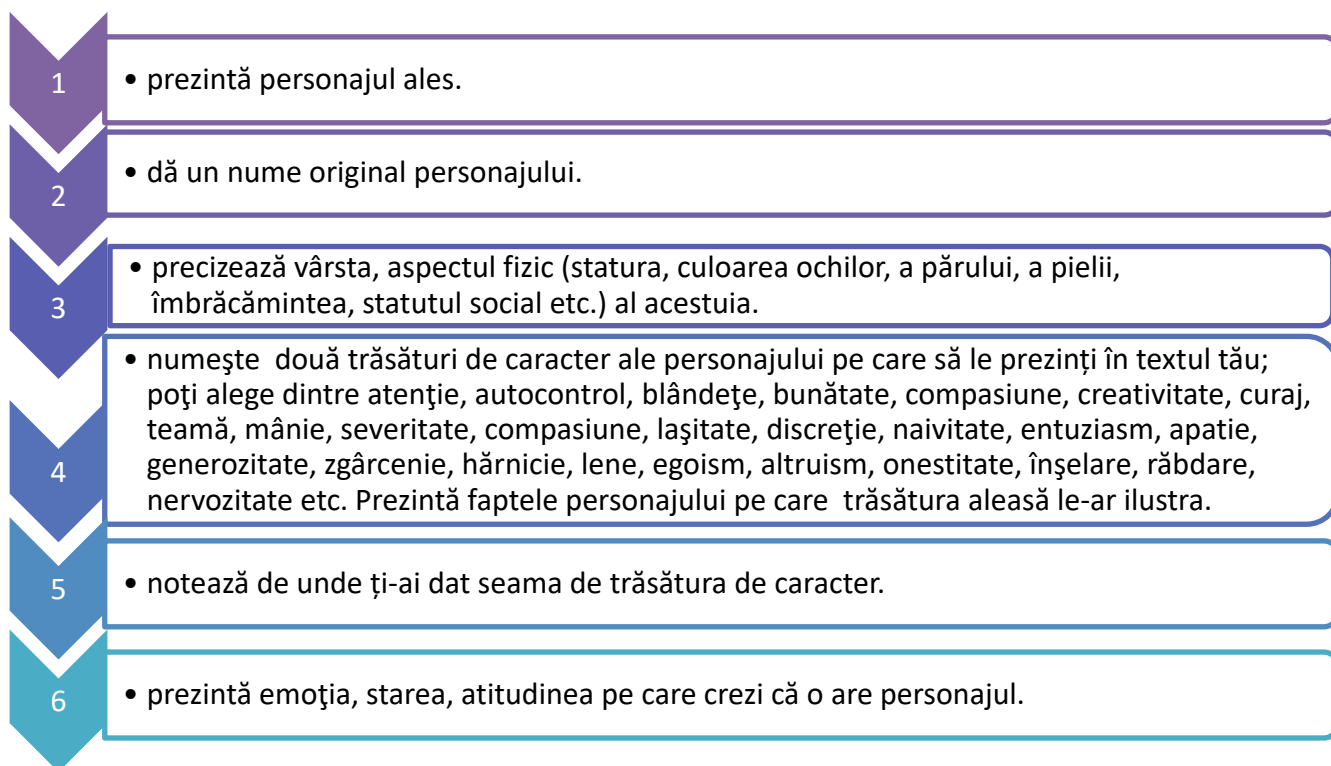 1
• prezintă personajul ales.
2
• dă un nume original personajului.
3
• precizează vârsta, aspectul fizic (statura, culoarea ochilor, a părului, a pielii,
îmbrăcămintea, statutul social etc.) al acestuia.
4
• numeşte  două trăsături de caracter ale personajului pe care să le prezinți în textul tău;
poţi alege dintre atenţie, autocontrol, blândeţe, bunătate, compasiune, creativitate, curaj,
teamă, mânie, severitate, compasiune, laşitate, discreţie, naivitate, entuziasm, apatie,
generozitate, zgârcenie, hărnicie, lene, egoism, altruism, onestitate, înşelare, răbdare,
nervozitate etc. Prezintă faptele personajului pe care  trăsătura aleasă le-ar ilustra.
5
• notează de unde ți-ai dat seama de trăsătura de caracter.
6
• prezintă emoţia, starea, atitudinea pe care crezi că o are personajul.